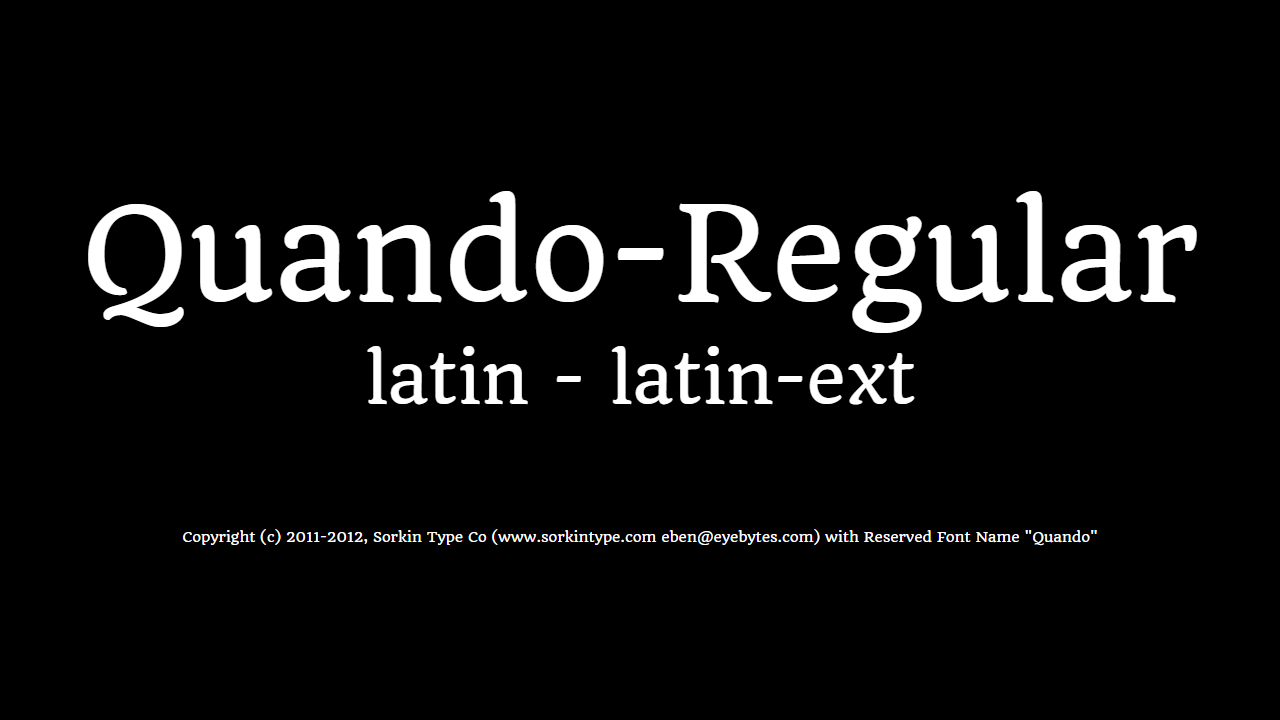 Quando-Regular
latin - latin-ext
Copyright (c) 2011-2012, Sorkin Type Co (www.sorkintype.com eben@eyebytes.com) with Reserved Font Name "Quando"